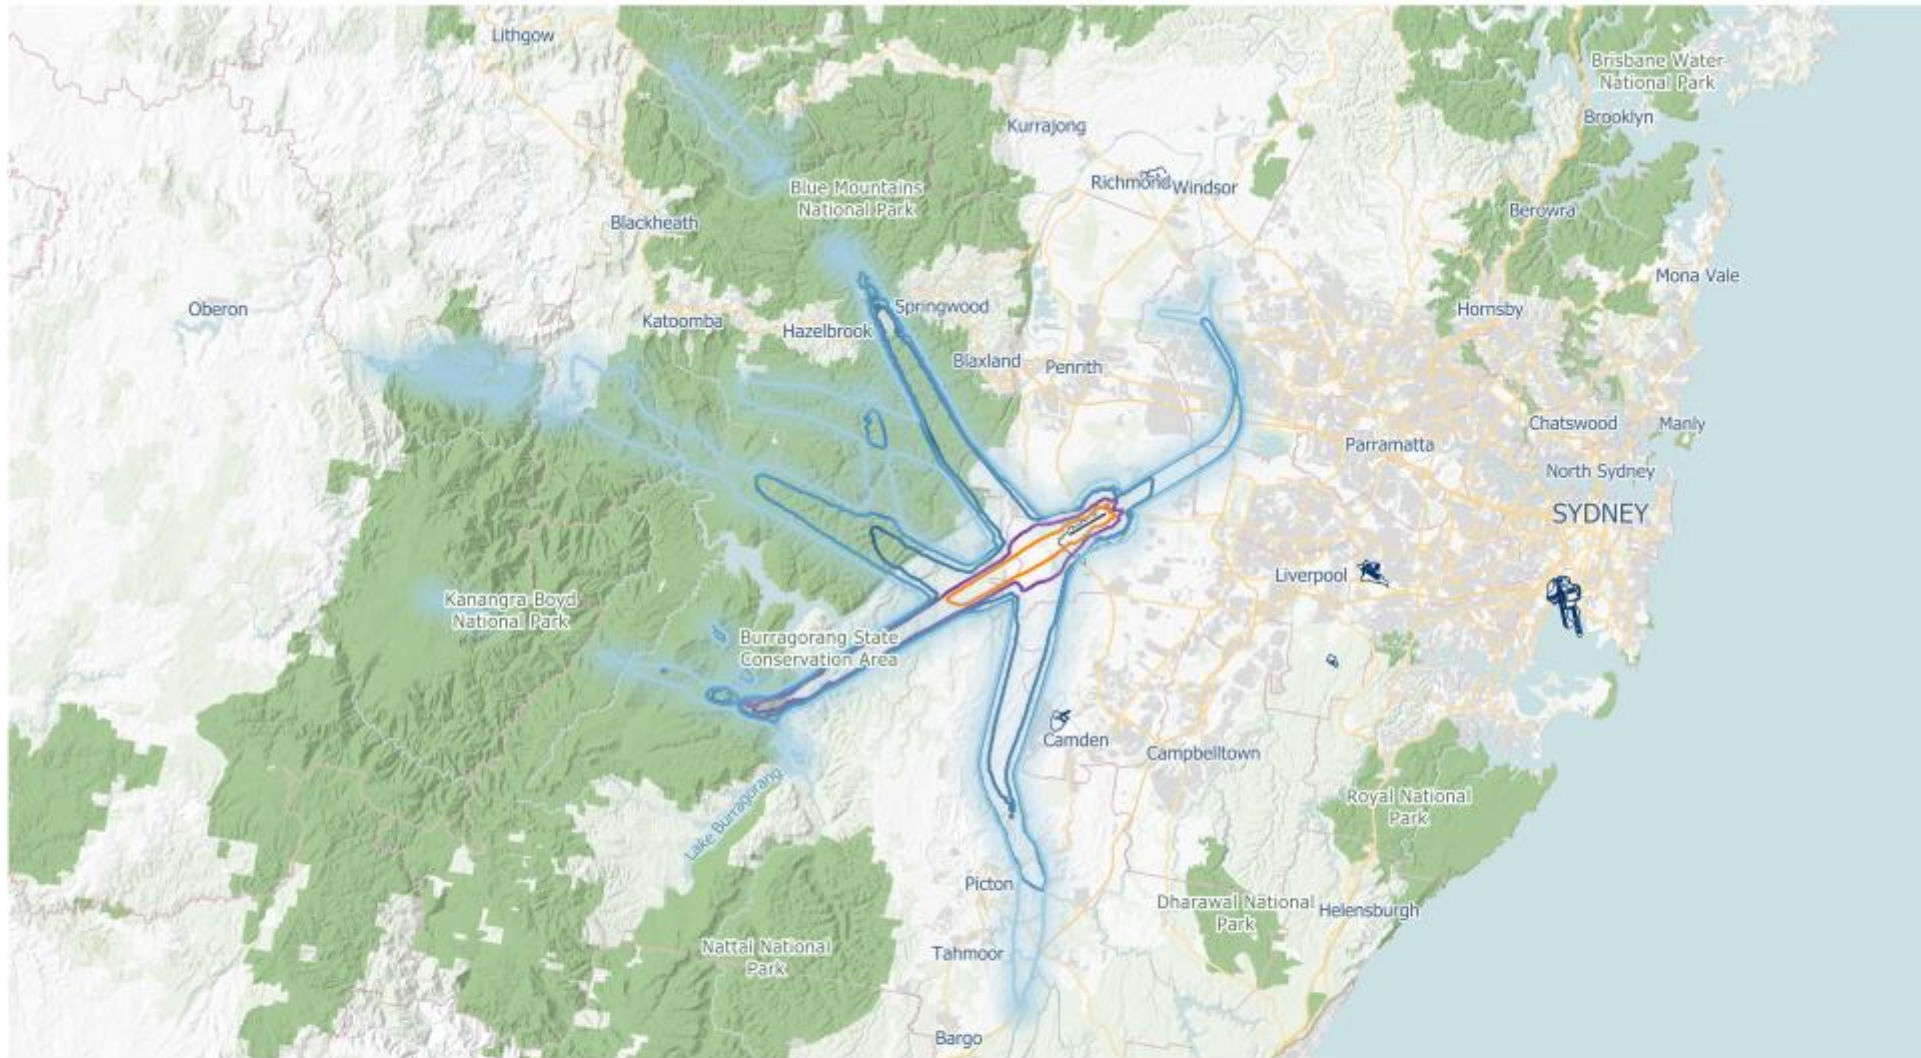 Lithgow
Brisbane Water
National Park
Brooklyn
Kurrajong
Richmond
Windsor
Blue Mountains
National Park
Berowra
Blackheath
Mona Vale
Oberon
Springwood
Hornsby
Katoomba
Hazelbrook
Blaxland
Penrith
Chatswood
Manly
Parramatta
North Sydney
SYDNEY
Liverpool
Kanangra Boyd
National Park
Burragorang State
Conservation Area
Camden
Campbelltown
Lake Burragorang
Royal National
Park
Picton
Dharawal National
Park
Helensburgh
Nattai National
Park
Tahmoor
Bargo